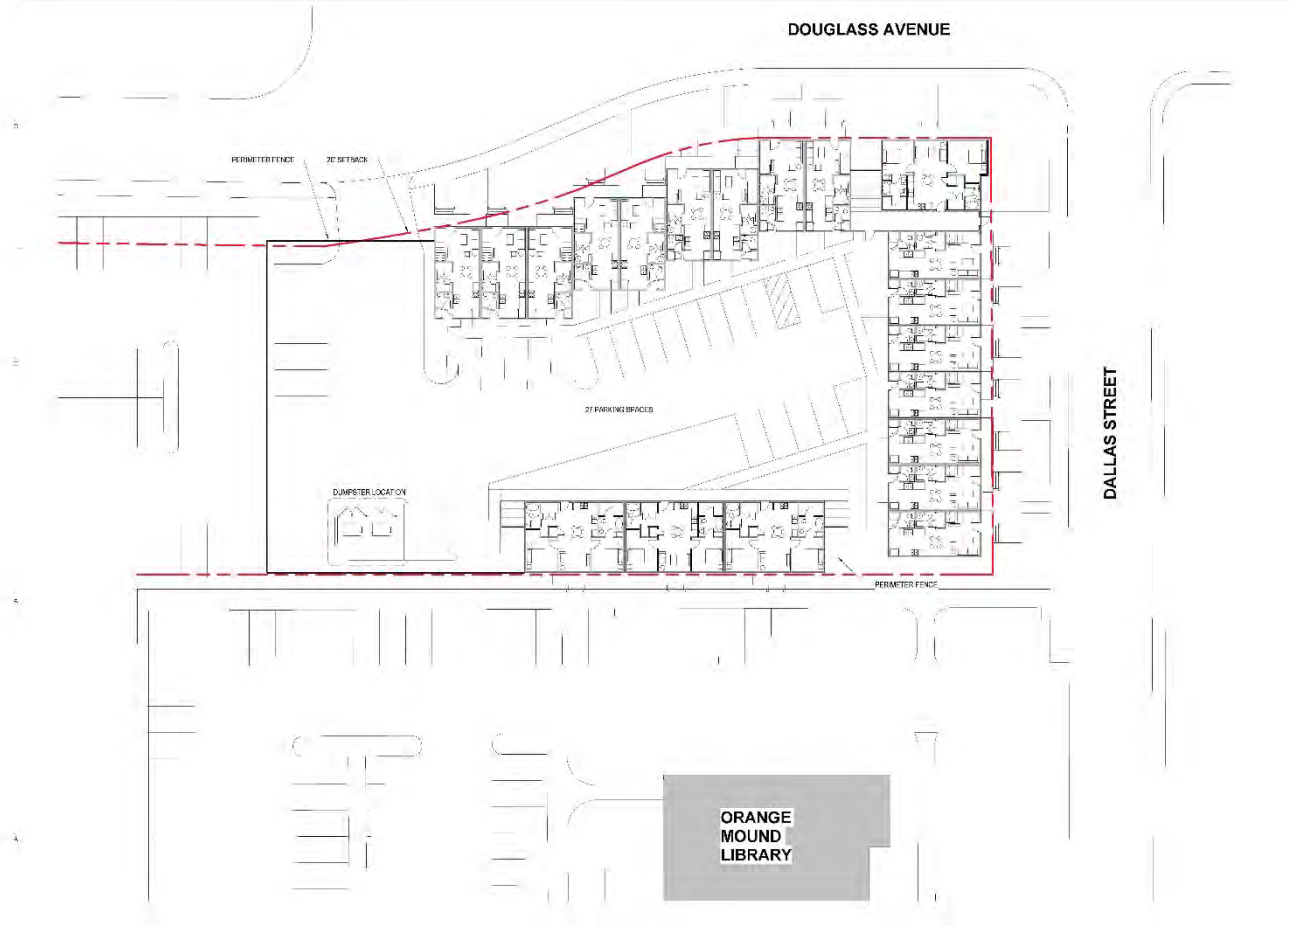 DOUGLASS AVENUE
PERIMETER FENCE
20' SETBACK
27 PARKING SPACES
DALLAS STREET
DUMPSTER LOCATION
PERIMETER FENCE
ORANGE
MOUND
LIBRARY